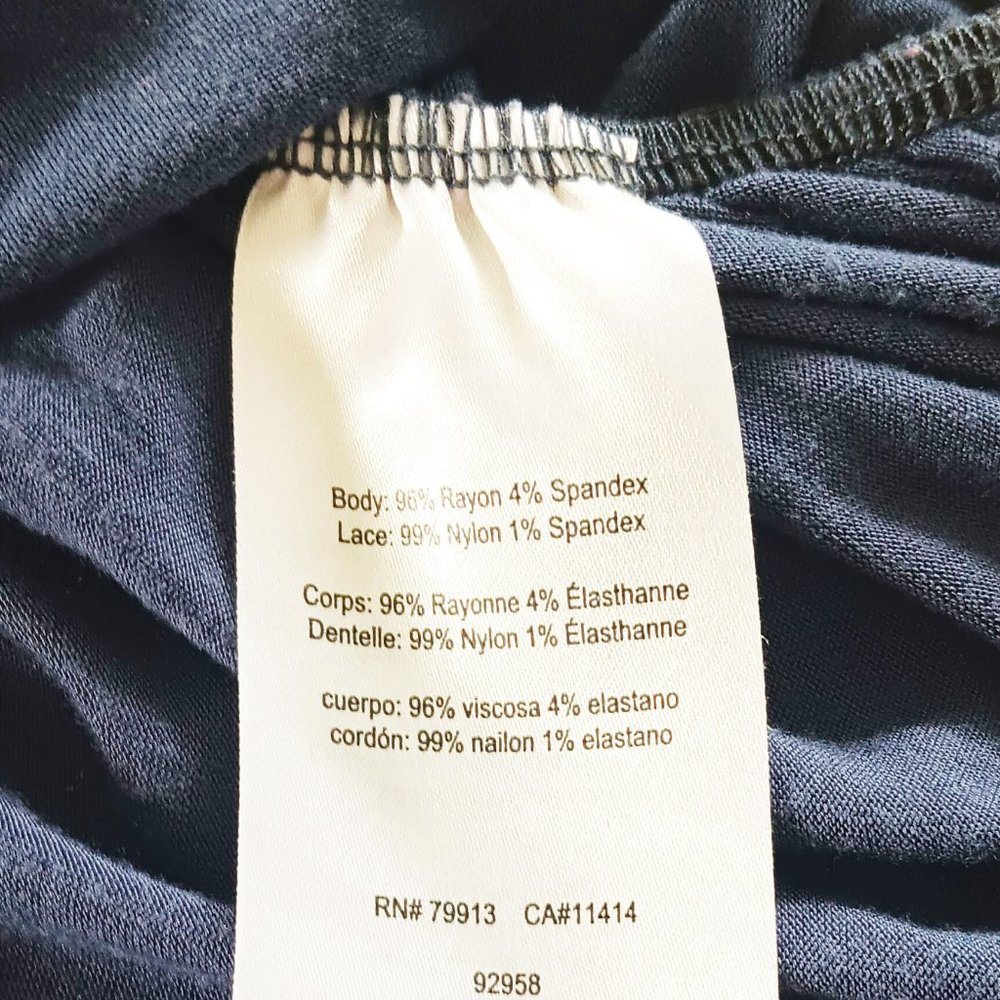 Body: 96% Rayon 4% Spandex
Lace: 99% Nylon 1% Spandex
Corps: 96% Rayonne 4% Élasthanne
Dentelle: 99% Nylon 1% Élasthanne
cuerpo: 96% viscosa 4% elastano
cordón: 99% nailon 1% elastano
RN# 79913 CA#11414
92958